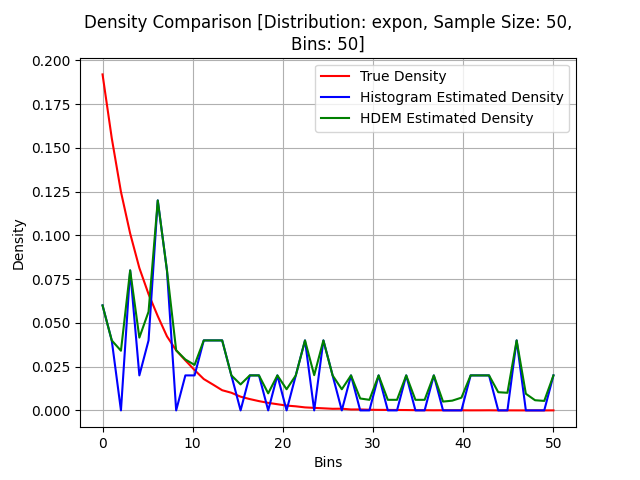 Density Comparison [Distribution: expon, Sample Size: 50,
Bins: 50]
True Density
Histogram Estimated Density
HDEM Estimated Density
Density
0.200
0.175
0.150
0.125
0.100
0.075
0.050
0.025
0.000
0 10 20 30 40 50
Bins